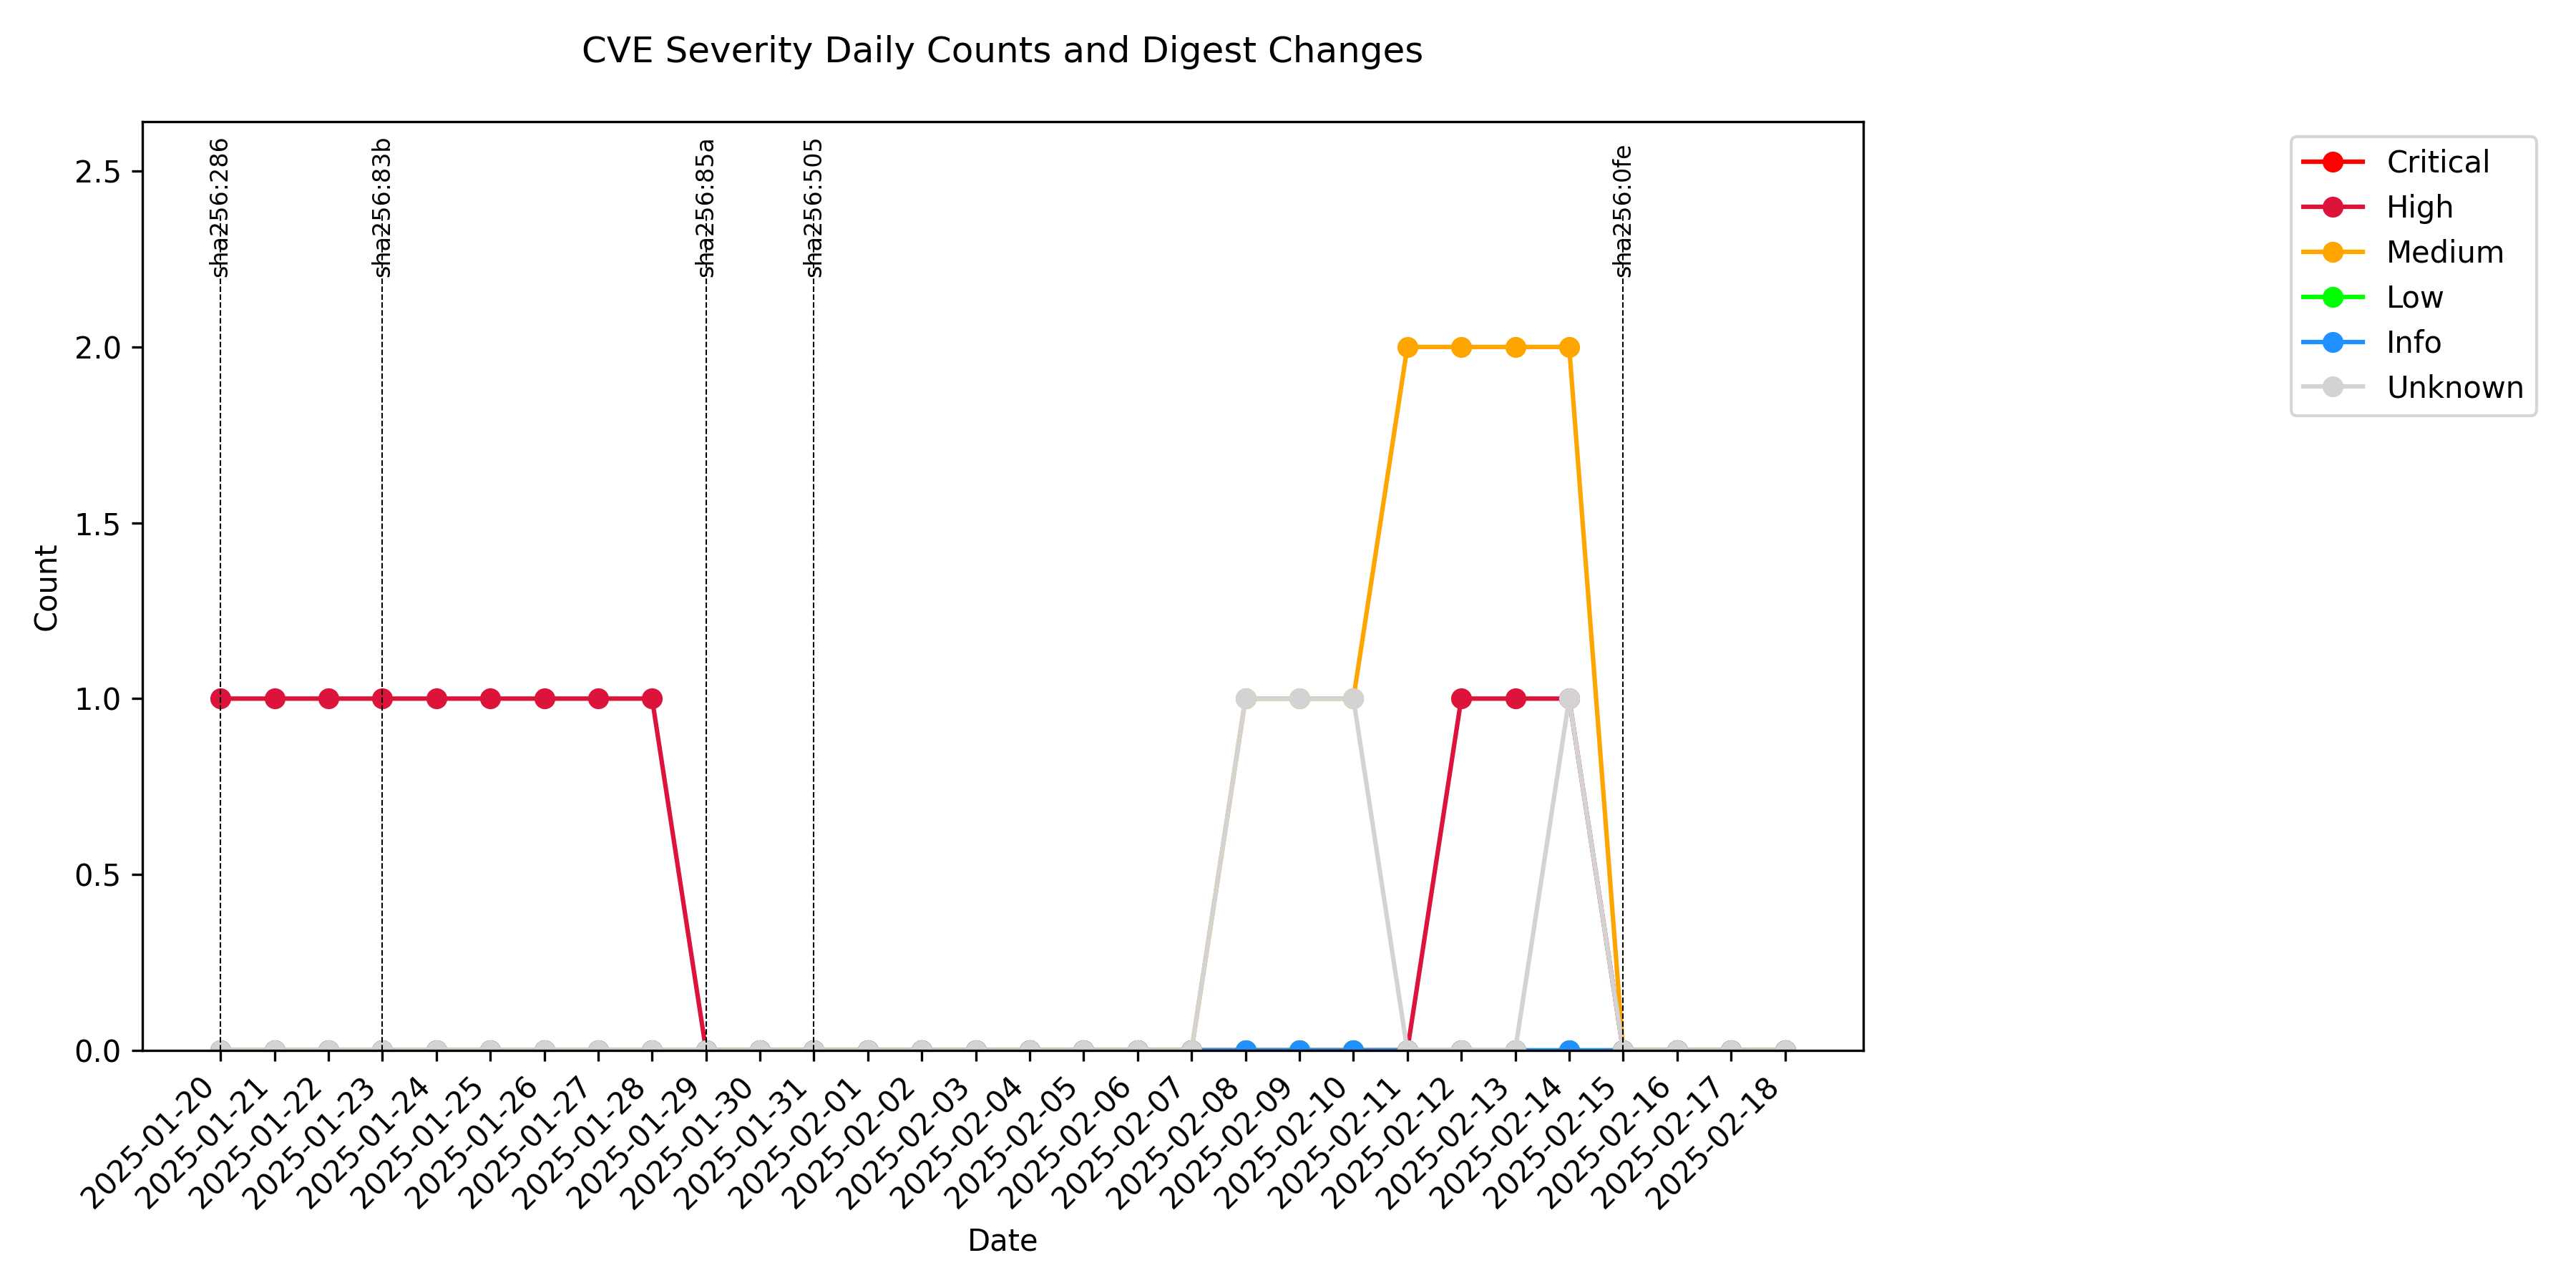 CVE Severity Daily Counts and Digest Changes
sha256:286
sha256:83b
sha256:85a
sha256:505
sha256:0fe
Critical
High
Medium
Low
Info
Unknown
2.5
2.0
1.5
1.0
0.5
0.0
Count
2025-01-20
2025-01-21
2025-01-22
2025-01-23
2025-01-24
2025-01-25
2025-01-26
2025-01-27
2025-01-28
2025-01-29
2025-01-30
2025-01-31
2025-02-01
2025-02-02
2025-02-03
2025-02-04
2025-02-05
2025-02-06
2025-02-07
2025-02-08
2025-02-09
2025-02-10
2025-02-11
2025-02-12
2025-02-13
2025-02-14
2025-02-15
2025-02-16
2025-02-17
2025-02-18
Date